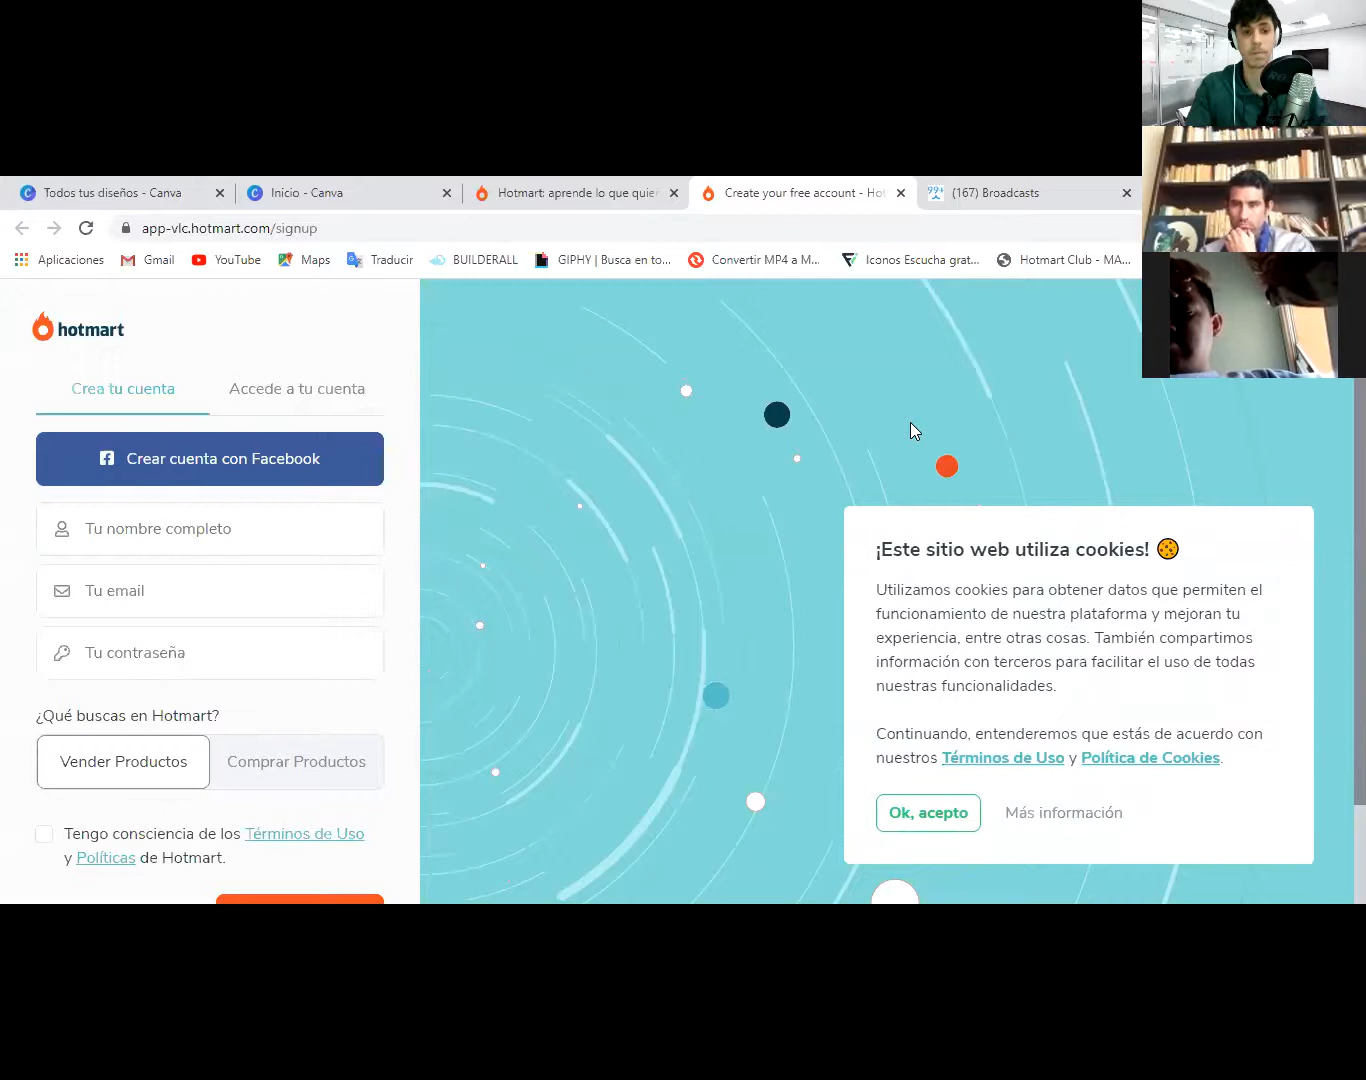 Todos tus diseños - Canva
Inicio - Canva
Hotmart: aprende lo que quie
Create your free account - Hot
99+
(167) Broadcasts
app-vlc.hotmart.com/signup
Aplicaciones
Gmail
YouTube
Maps
Traducir
BUILDERALL
GIPHY | Busca en to...
Convertir MP4 a M...
Iconos Escucha grat...
Hotmart Club - MA...
hotmart
Crea tu cuenta
Accede a tu cuenta
Crear cuenta con Facebook
Tu nombre completo
Tu email
Tu contraseña
¿Qué buscas en Hotmart?
Vender Productos
Comprar Productos
Tengo consciencia de los Términos de Uso
y Políticas de Hotmart.
¡Este sitio web utiliza cookies!
Utilizamos cookies para obtener datos que permiten el
funcionamiento de nuestra plataforma y mejoran tu
experiencia, entre otras cosas. También compartimos
información con terceros para facilitar el uso de todas
nuestras funcionalidades.
Continuando, entenderemos que estás de acuerdo con
nuestros Términos de Uso y Política de Cookies.
Ok, acepto
Más información